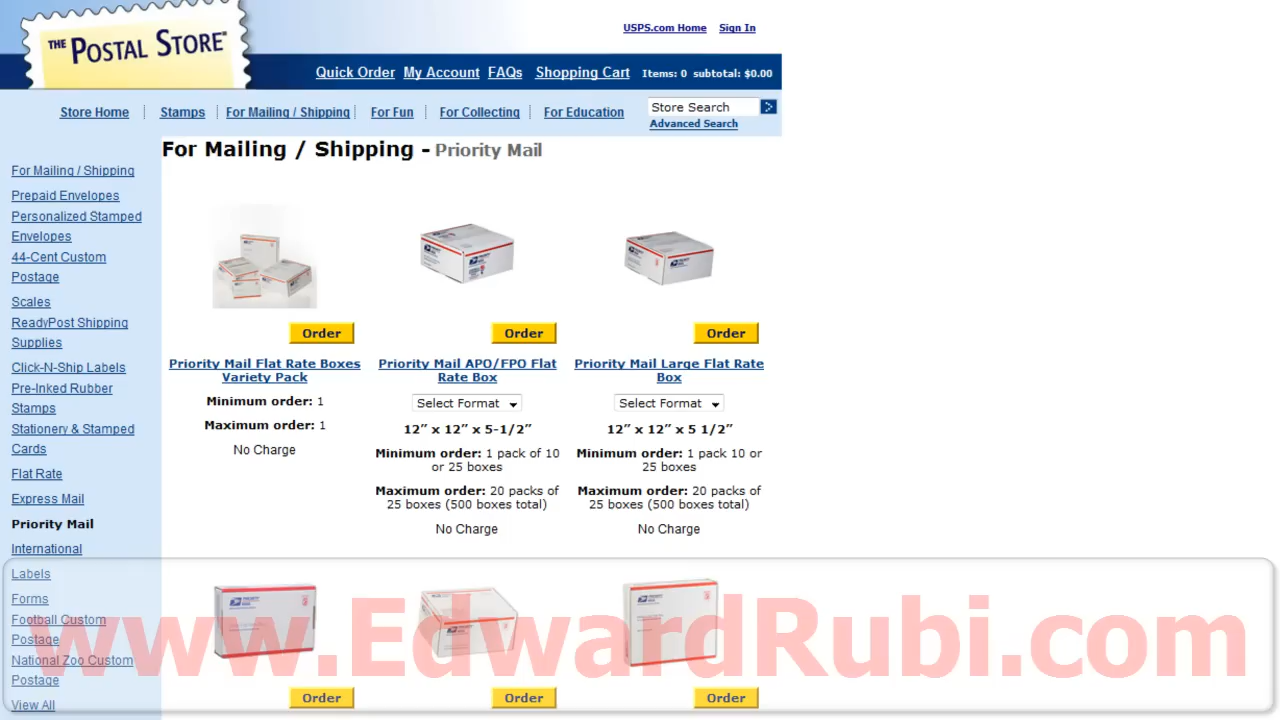 THE POSTAL STORE
USPS.com Home Sign In
Quick Order My Account FAQs Shopping Cart Items: 0 subtotal: $0.00
Store Home Stamps For Mailing / Shipping For Fun For Collecting For Education
Store Search
Advanced Search
For Mailing / Shipping - Priority Mail
For Mailing / Shipping
Prepaid Envelopes
Personalized Stamped
Envelopes
44-Cent Custom
Postage
Scales
ReadyPost Shipping
Supplies
Click-N-Ship Labels
Pre-Inked Rubber
Stamps
Stationery & Stamped
Cards
Flat Rate
Express Mail
Priority Mail
International
Labels
Forms
Football Custom
Postage
National Zoo Custom
Postage
View All
Order
Priority Mail Flat Rate Boxes
Variety Pack
Minimum order: 1
Maximum order: 1
No Charge
Order
Priority Mail APO/FPO Flat
Rate Box
Select Format
12” x 12” x 5-1/2”
Minimum order: 1 pack of 10
or 25 boxes
Maximum order: 20 packs of
25 boxes (500 boxes total)
No Charge
Order
Priority Mail Large Flat Rate
Box
Select Format
12” x 12” x 5 1/2”
Minimum order: 1 pack 10 or
25 boxes
Maximum order: 20 packs of
25 boxes (500 boxes total)
No Charge
www.EdwardRubi.com
Order Order Order